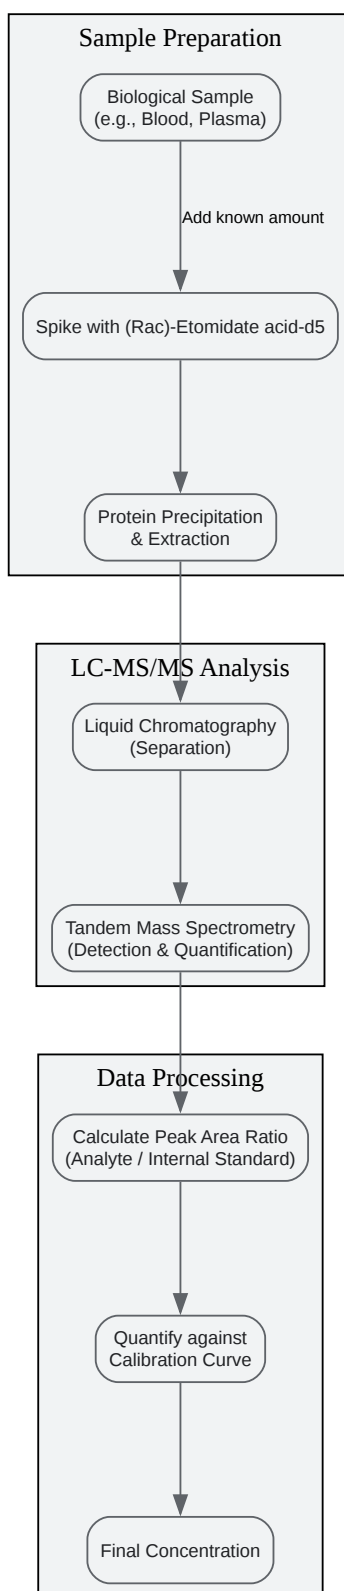 Sample Preparation
Biological Sample
(e.g., Blood, Plasma)
Add known amount
Spike with (Rac)-Etomidate acid-d5
Protein Precipitation
& Extraction
LC-MS/MS Analysis
Liquid Chromatography
(Separation)
Tandem Mass Spectrometry
(Detection & Quantification)
Data Processing
Calculate Peak Area Ratio
(Analyte / Internal Standard)
Quantify against
Calibration Curve
Final Concentration